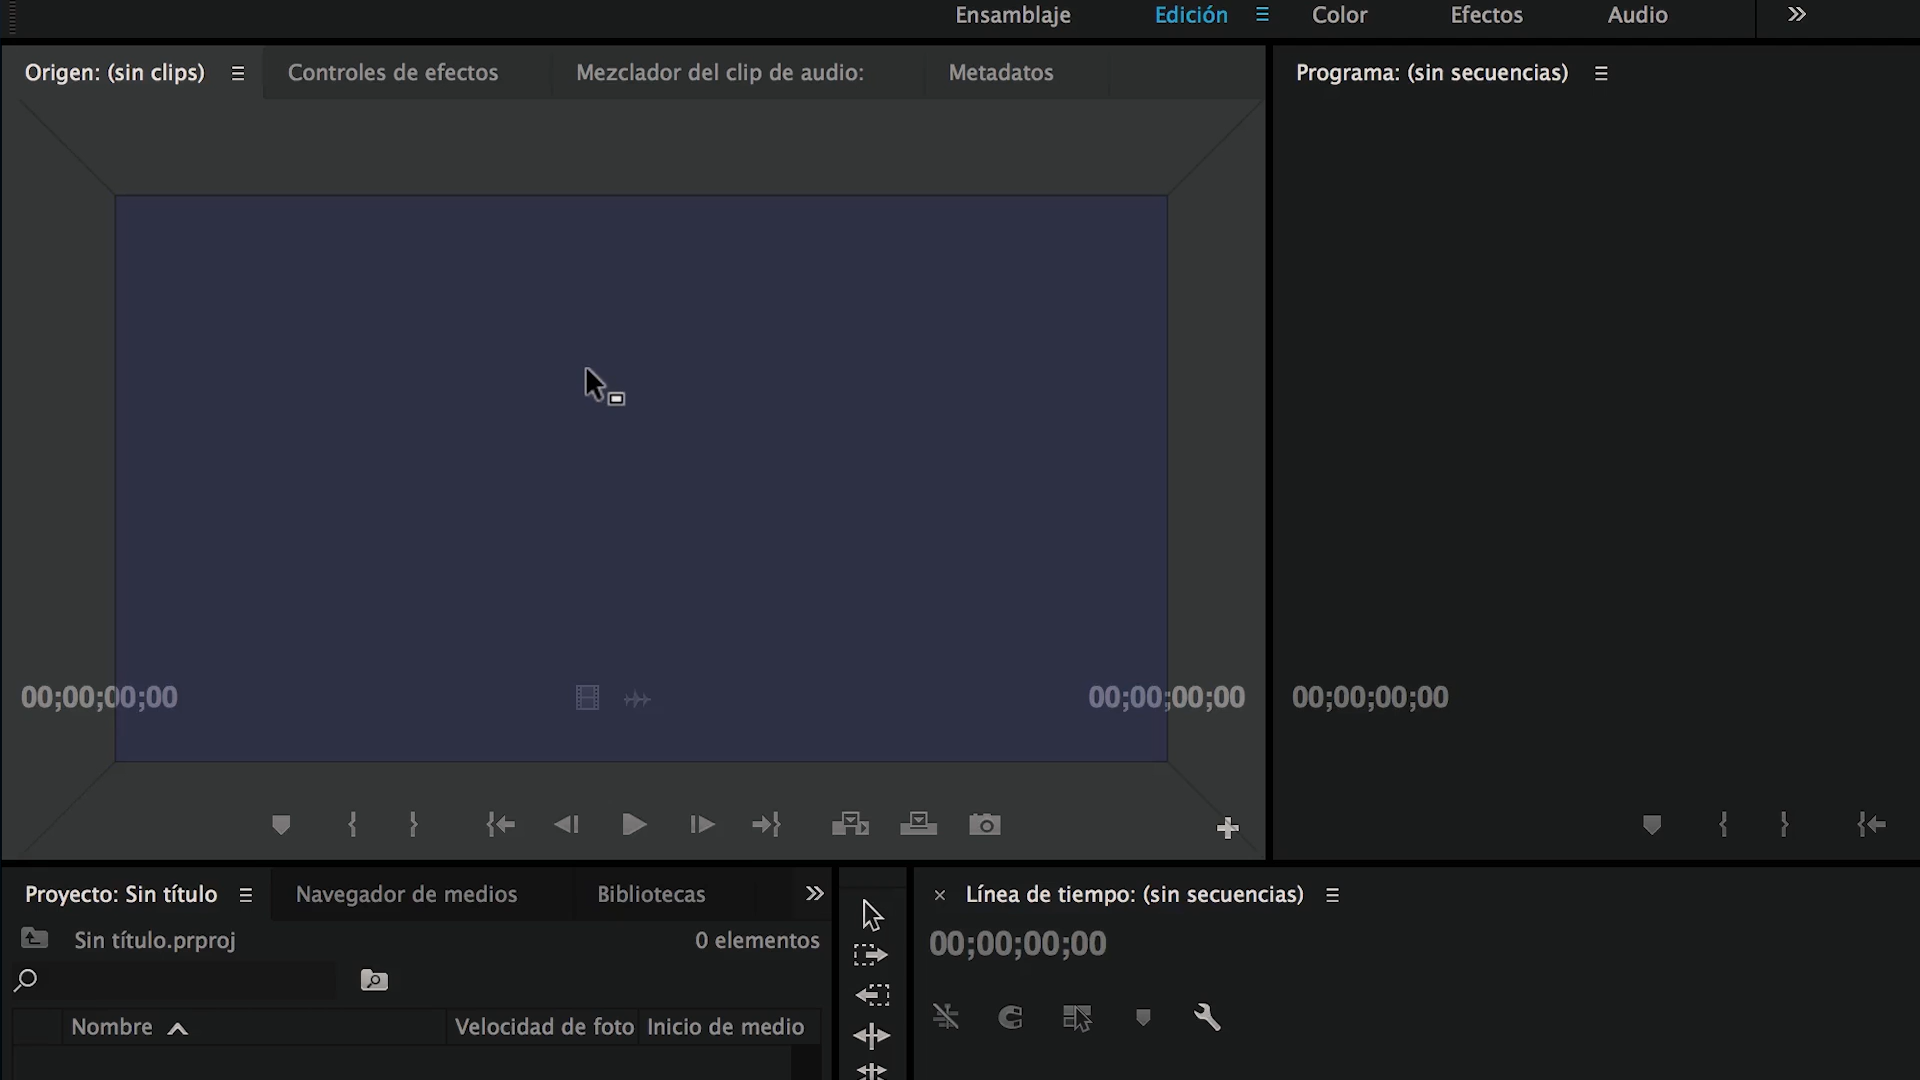 Ensamblaje Edición Color Efectos Audio
Origen: (sin clips) Controles de efectos Mezclador del clip de audio: Metadatos
Programa: (sin secuencias)
00;00;00;00 00;00;00;00
00;00;00;00
Proyecto: Sin título Navegador de medios Bibliotecas
Sin título.prproj 0 elementos
Nombre Velocidad de foto Inicio de medio
Línea de tiempo: (sin secuencias)
00;00;00;00